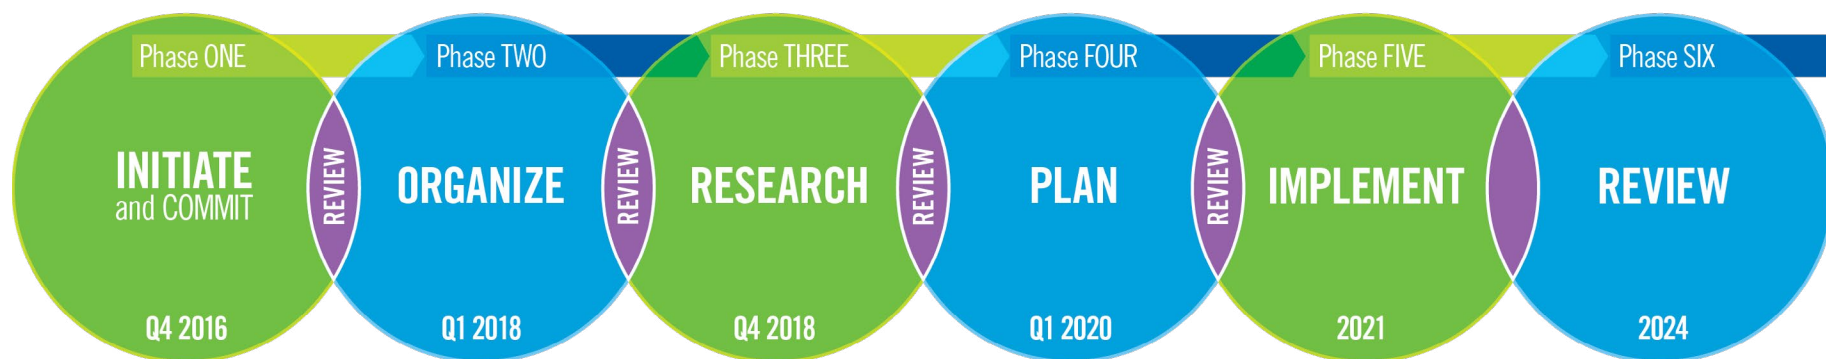 Phase ONE
Phase TWO
Phase THREE
Phase FOUR
Phase FIVE
Phase SIX
INITIATE
and COMMIT
REVIEW
ORGANIZE
REVIEW
RESEARCH
REVIEW
PLAN
REVIEW
IMPLEMENT
REVIEW
Q4 2016
Q1 2018
Q4 2018
Q1 2020
2021
2024